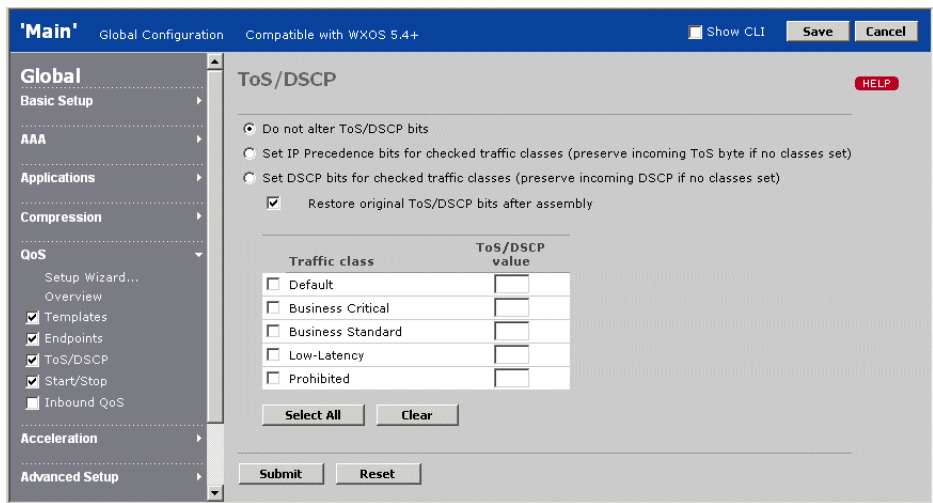 'Main' Global Configuration Compatible with WXOS 5.4+ Show CLI Save Cancel
Global
Basic Setup
AAA
Applications
Compression
QoS
Setup Wizard...
Overview
Templates
Endpoints
ToS/DSCP
Start/Stop
Inbound QoS
Acceleration
Advanced Setup
ToS/DSCP
HELP
Do not alter ToS/DSCP bits
Set IP Precedence bits for checked traffic classes (preserve incoming ToS byte if no classes set)
Set DSCP bits for checked traffic classes (preserve incoming DSCP if no classes set)
Restore original ToS/DSCP bits after assembly
Traffic class
ToS/DSCP
value
Default
Business Critical
Business Standard
Low-Latency
Prohibited
Select All Clear
Submit Reset